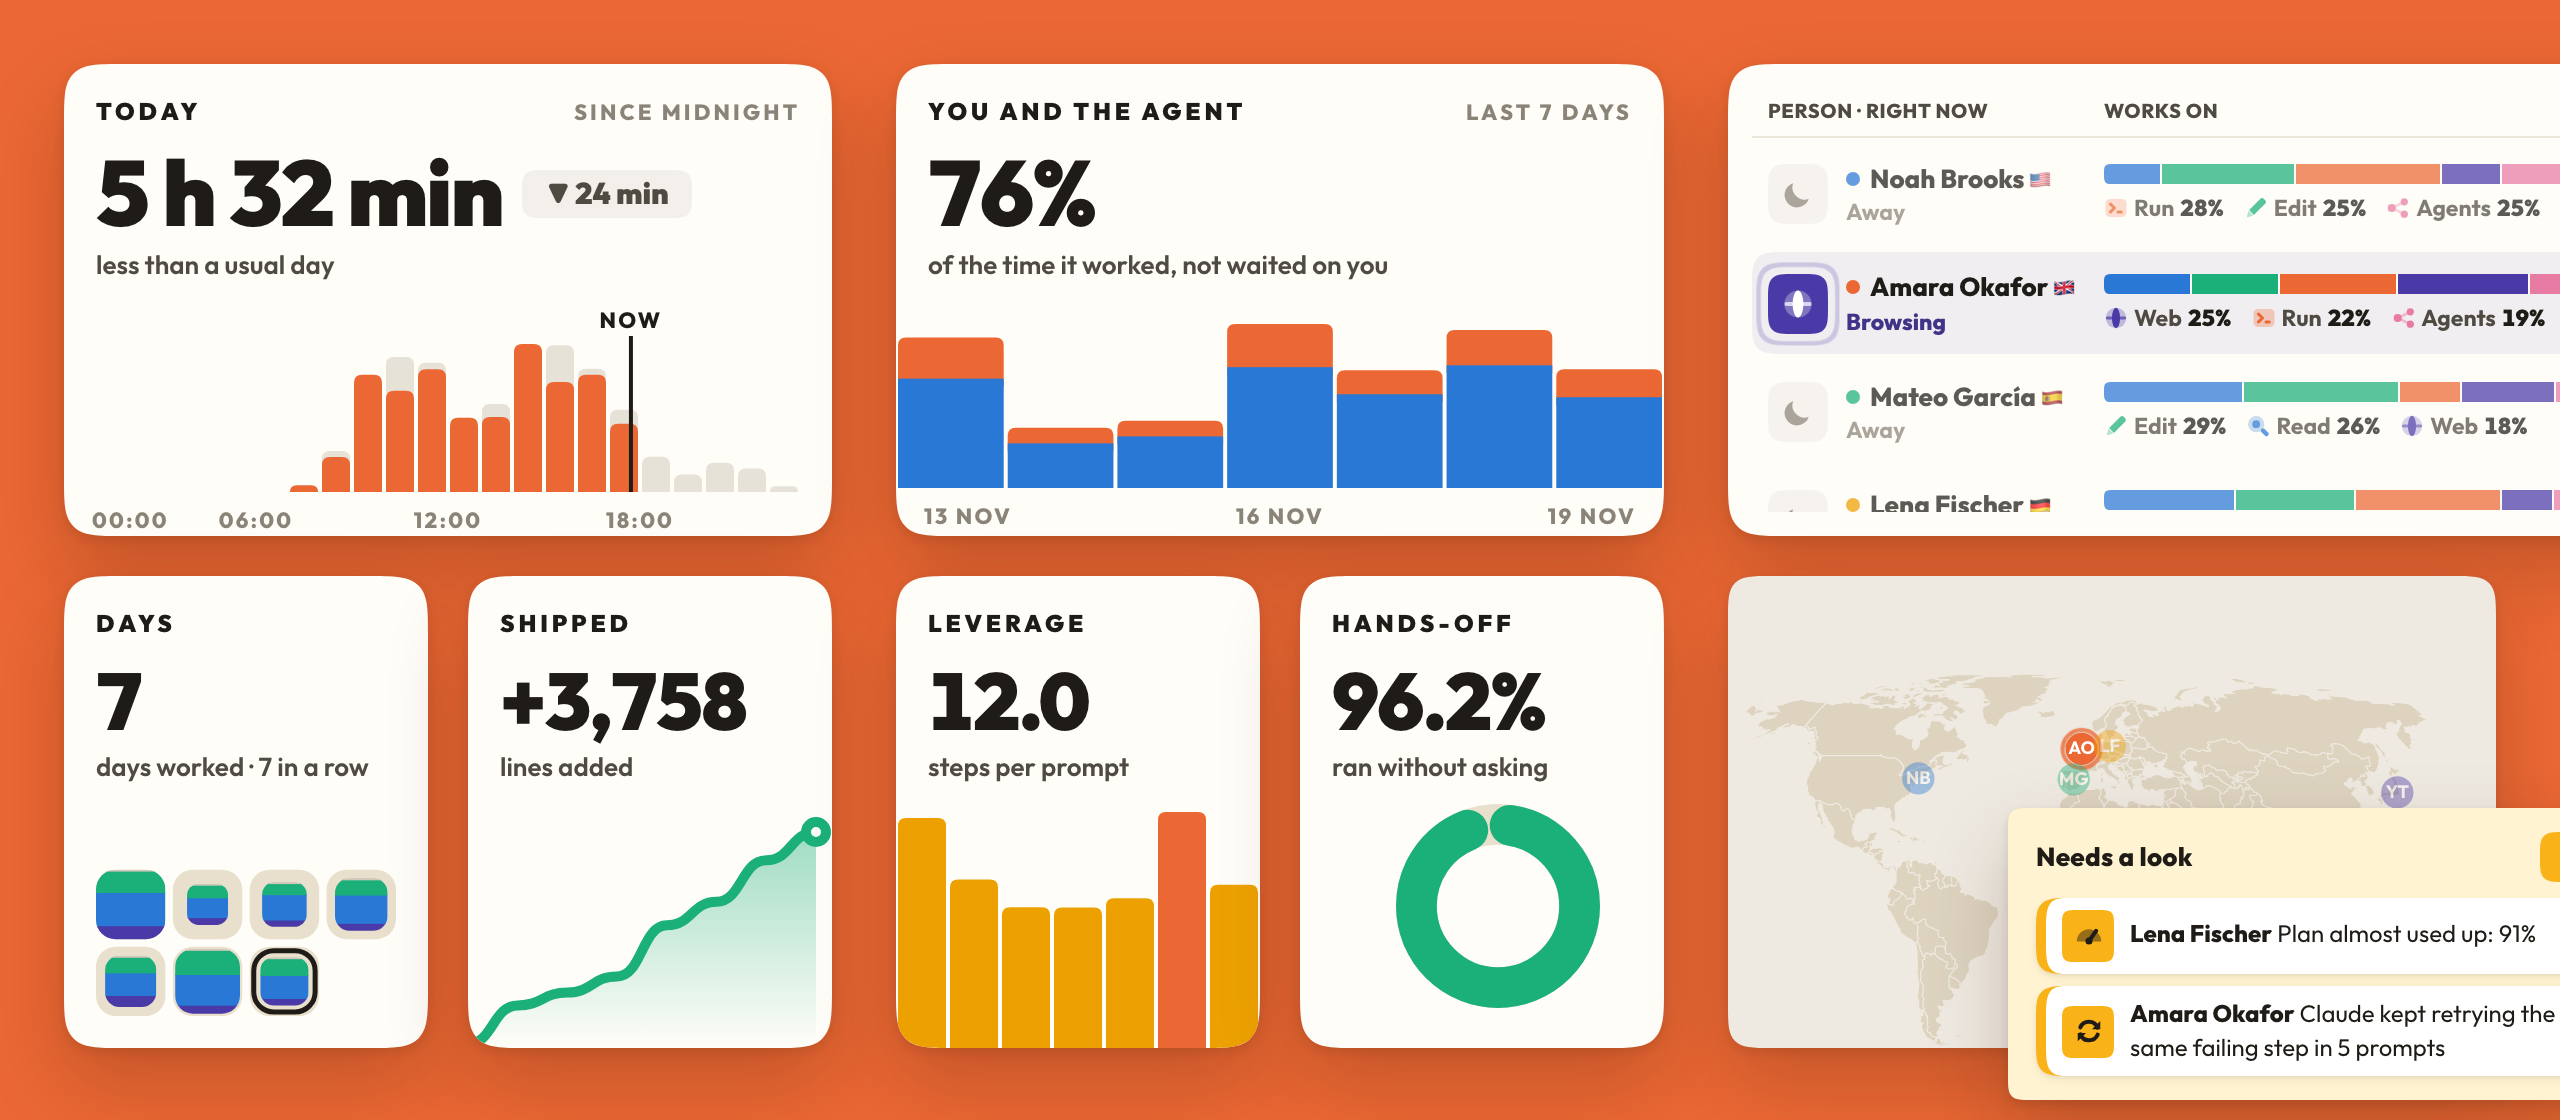 TODAY
SINCE MIDNIGHT
5 h 32 min
▼ 24 min
less than a usual day
NOW
00:00
06:00
12:00
18:00
YOU AND THE AGENT
LAST 7 DAYS
76%
of the time it worked, not waited on you
13 NOV
16 NOV
19 NOV
PERSON · RIGHT NOW
WORKS ON
Noah Brooks
Away
Run 28%
Edit 25%
Agents 25%
Amara Okafor
Browsing
Web 25%
Run 22%
Agents 19%
Mateo García
Away
Edit 29%
Read 26%
Web 18%
Lena Fischer
DAYS
7
days worked · 7 in a row
SHIPPED
+3,758
lines added
LEVERAGE
12.0
steps per prompt
HANDS-OFF
96.2%
ran without asking
AO
LF
NB
MG
YT
Needs a look
Lena Fischer Plan almost used up: 91%
Amara Okafor Claude kept retrying the
same failing step in 5 prompts